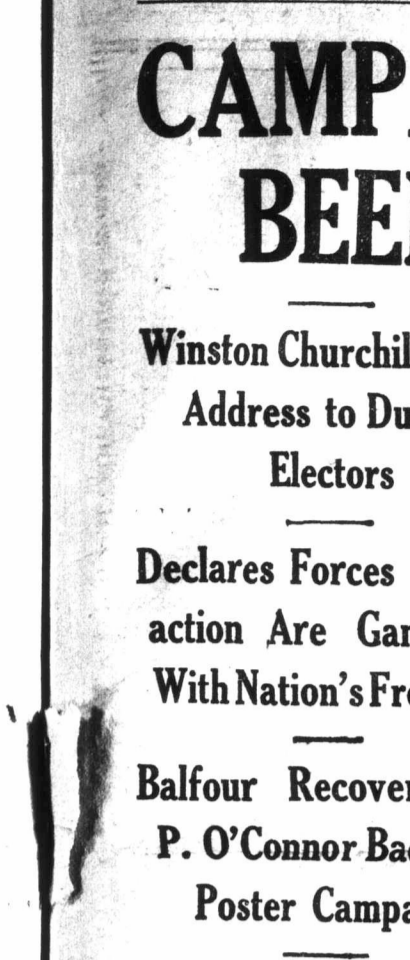 CAMP
BEE
Winston Churchil
Address to Du
Electors
Declares Forces
action Are Gar
With Nation's Fr
Balfour Recover
P. O'Connor Ba
Poster Campa